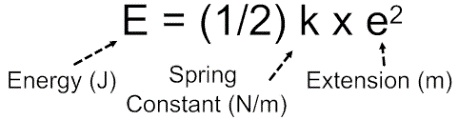 E = (1/2) k x e²
Energy (J)
Spring
Constant (N/m)
Extension (m)